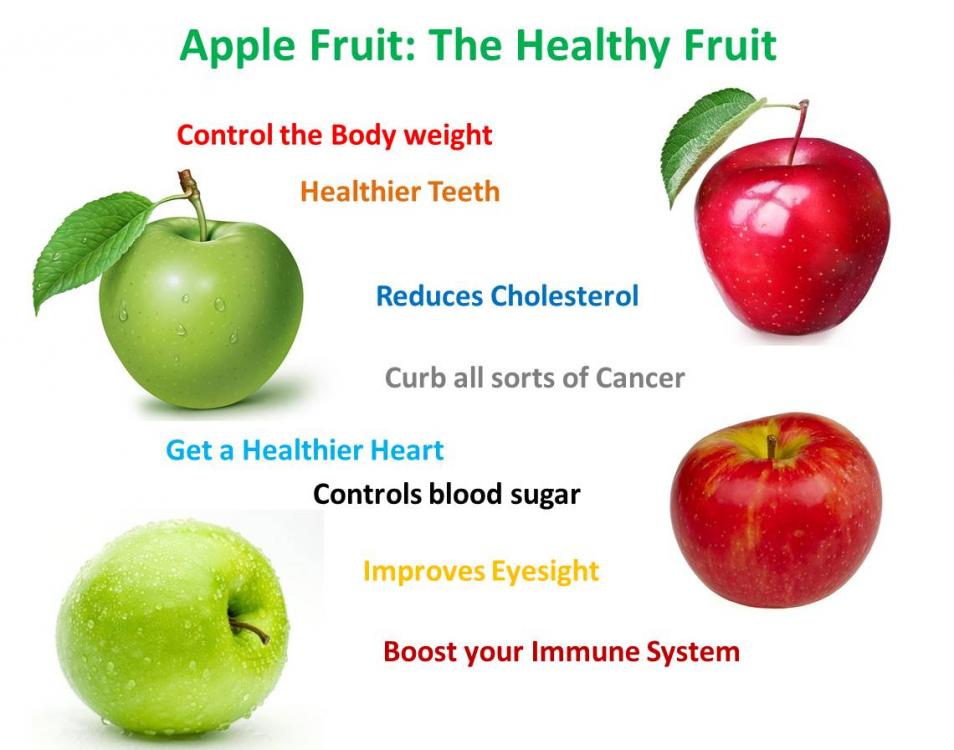 Apple Fruit: The Healthy Fruit
Control the Body weight
Healthier Teeth
Reduces Cholesterol
Curb all sorts of Cancer
Get a Healthier Heart
Controls blood sugar
Improves Eyesight
Boost your Immune System